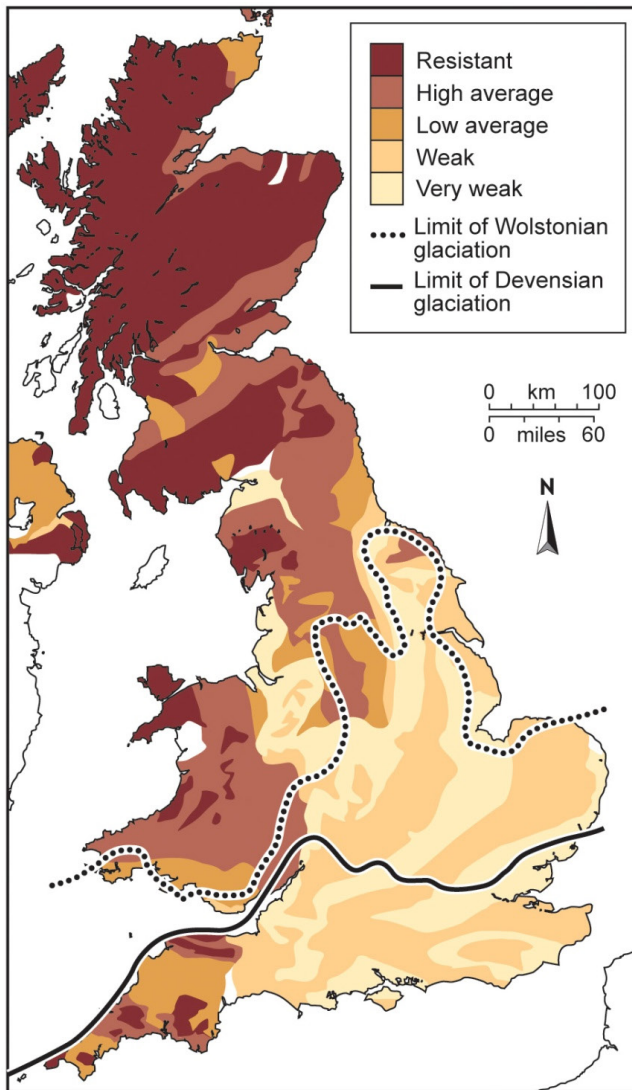 Resistant
High average
Low average
Weak
Very weak
Limit of Wolstonian
glaciation
Limit of Devensian
glaciation
0 km 100
0 miles 60
N